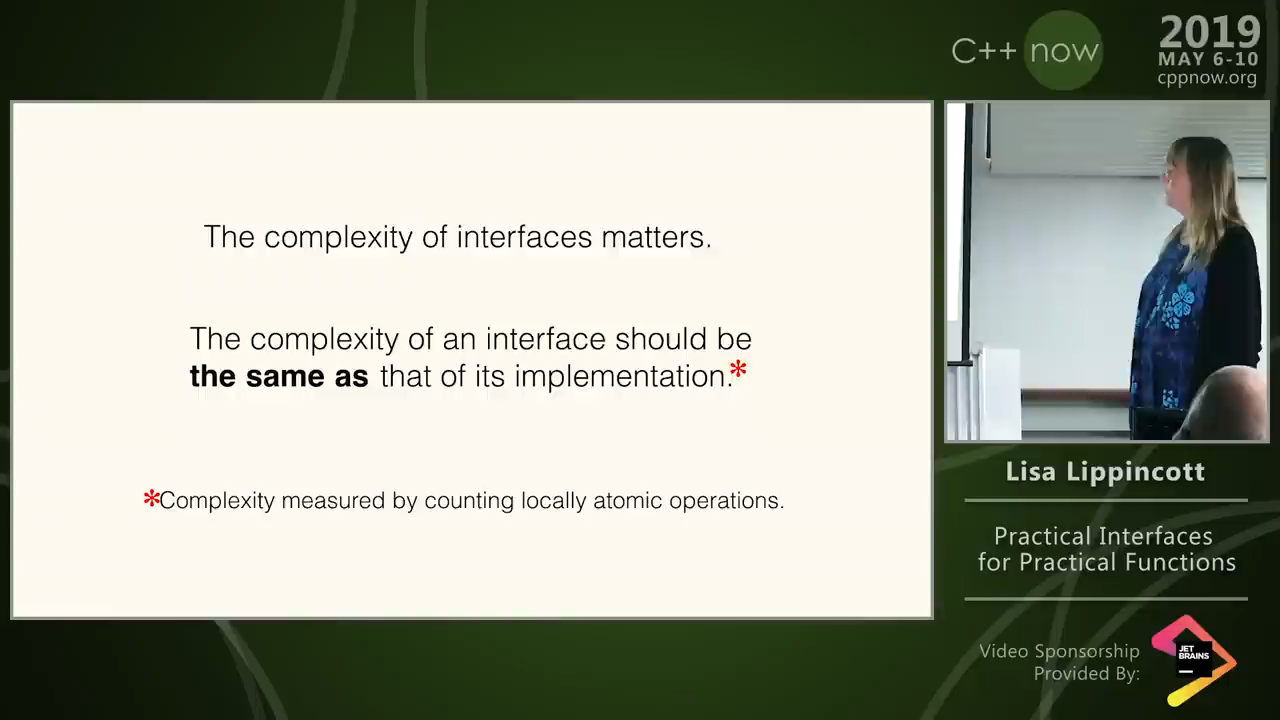 C++ now
2019
MAY 6-10
cppnow.org
The complexity of interfaces matters.
The complexity of an interface should be
the same as that of its implementation.*
*Complexity measured by counting locally atomic operations.
Lisa Lippincott
Practical Interfaces
for Practical Functions
Video Sponsorship
Provided By:
JET
BRAINS